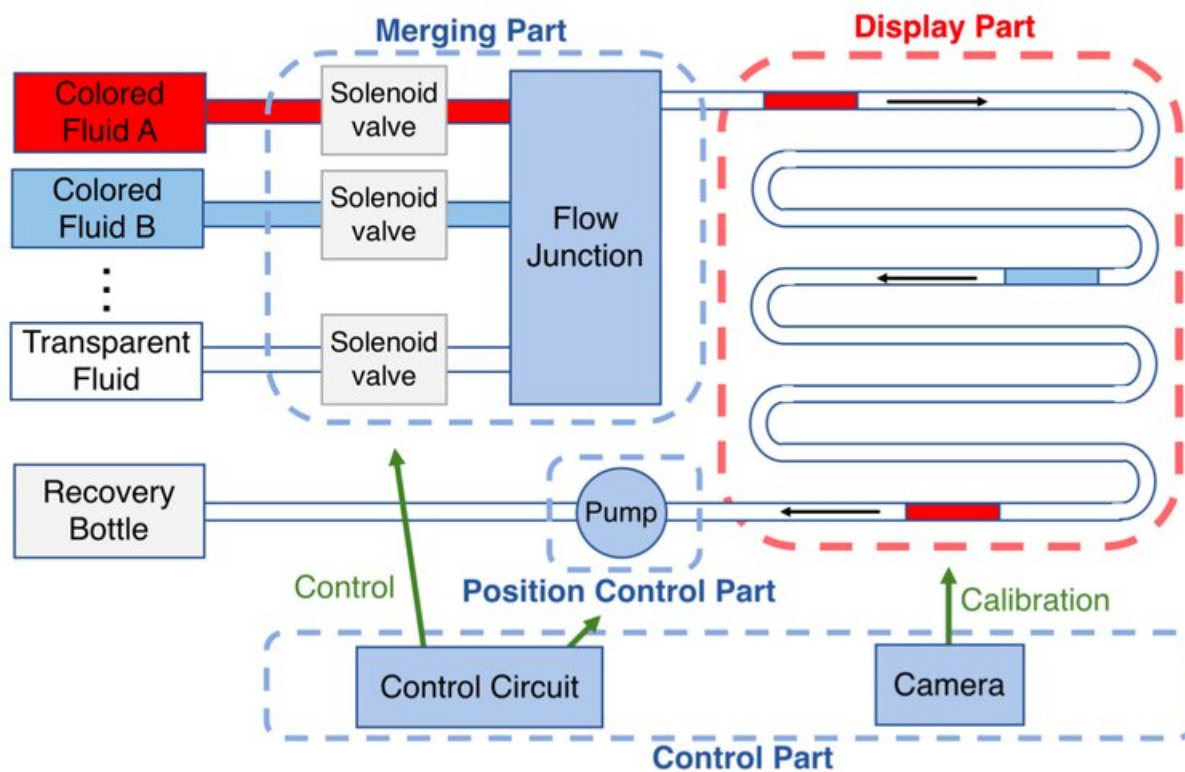 Merging Part
Display Part
Colored
Fluid A
Solenoid
valve
Colored
Fluid B
Solenoid
valve
Flow
Junction
Transparent
Fluid
Solenoid
valve
Recovery
Bottle
Pump
Control
Position Control Part
Calibration
Control Circuit
Camera
Control Part